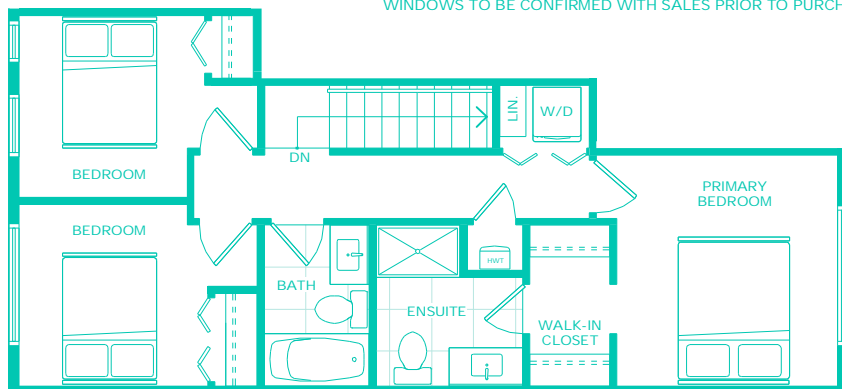 WINDOWS TO BE CONFIRMED WITH SALES PRIOR TO PURCH
LIN.
W/D
DN
BEDROOM
PRIMARY
BEDROOM
BEDROOM
HWT
BATH
ENSUITE
WALK-IN
CLOSET